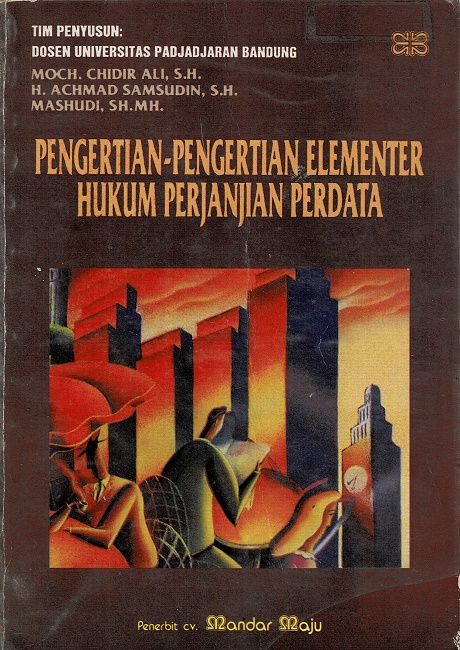 TIM PENYUSUN:
DOSEN UNIVERSITAS PADJADJARAN BANDUNG
MOCH. CHIDIR ALI, S.H.
H. ACHMAD SAMSUDIN, S.H.
MASHUDI, SH.MH.
PENGERTIAN-PENGERTIAN ELEMENTER
HUKUM PERJANJIAN PERDATA
Penerbit cv. Mandar Maju